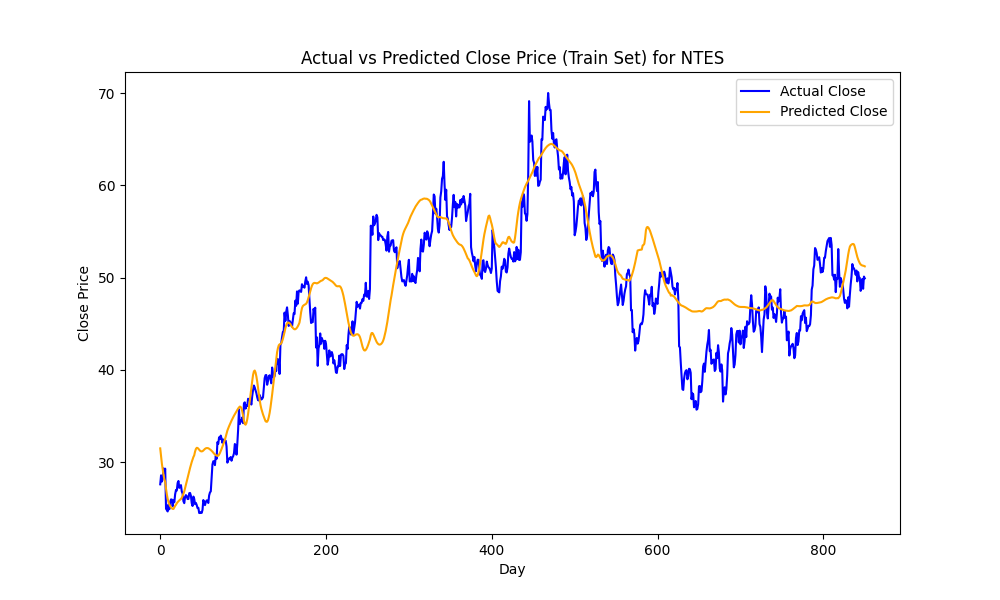 Actual vs Predicted Close Price (Train Set) for NTES
Actual Close
Predicted Close
Close Price
70
60
50
40
30
0 200 400 600 800
Day